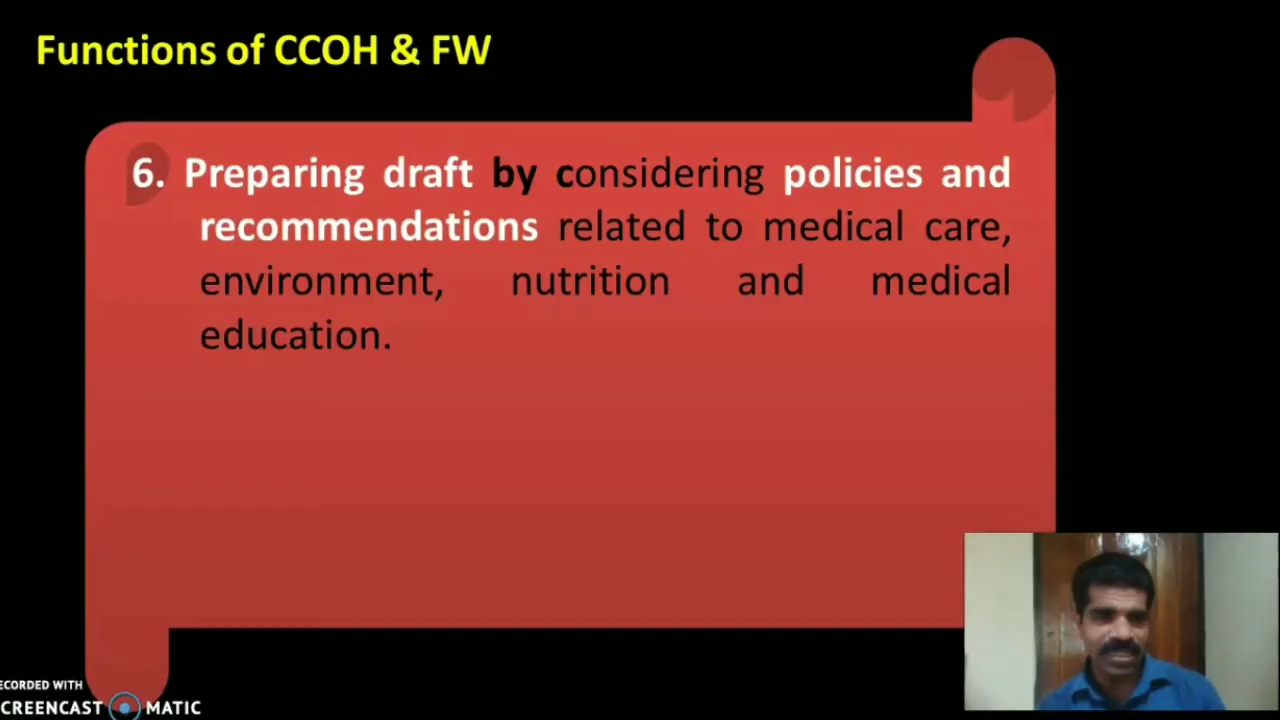 Functions of CCOH & FW
6. Preparing draft by considering policies and
recommendations related to medical care,
environment, nutrition and medical
education.
ECORDED WITH
CREENCAST MATIC